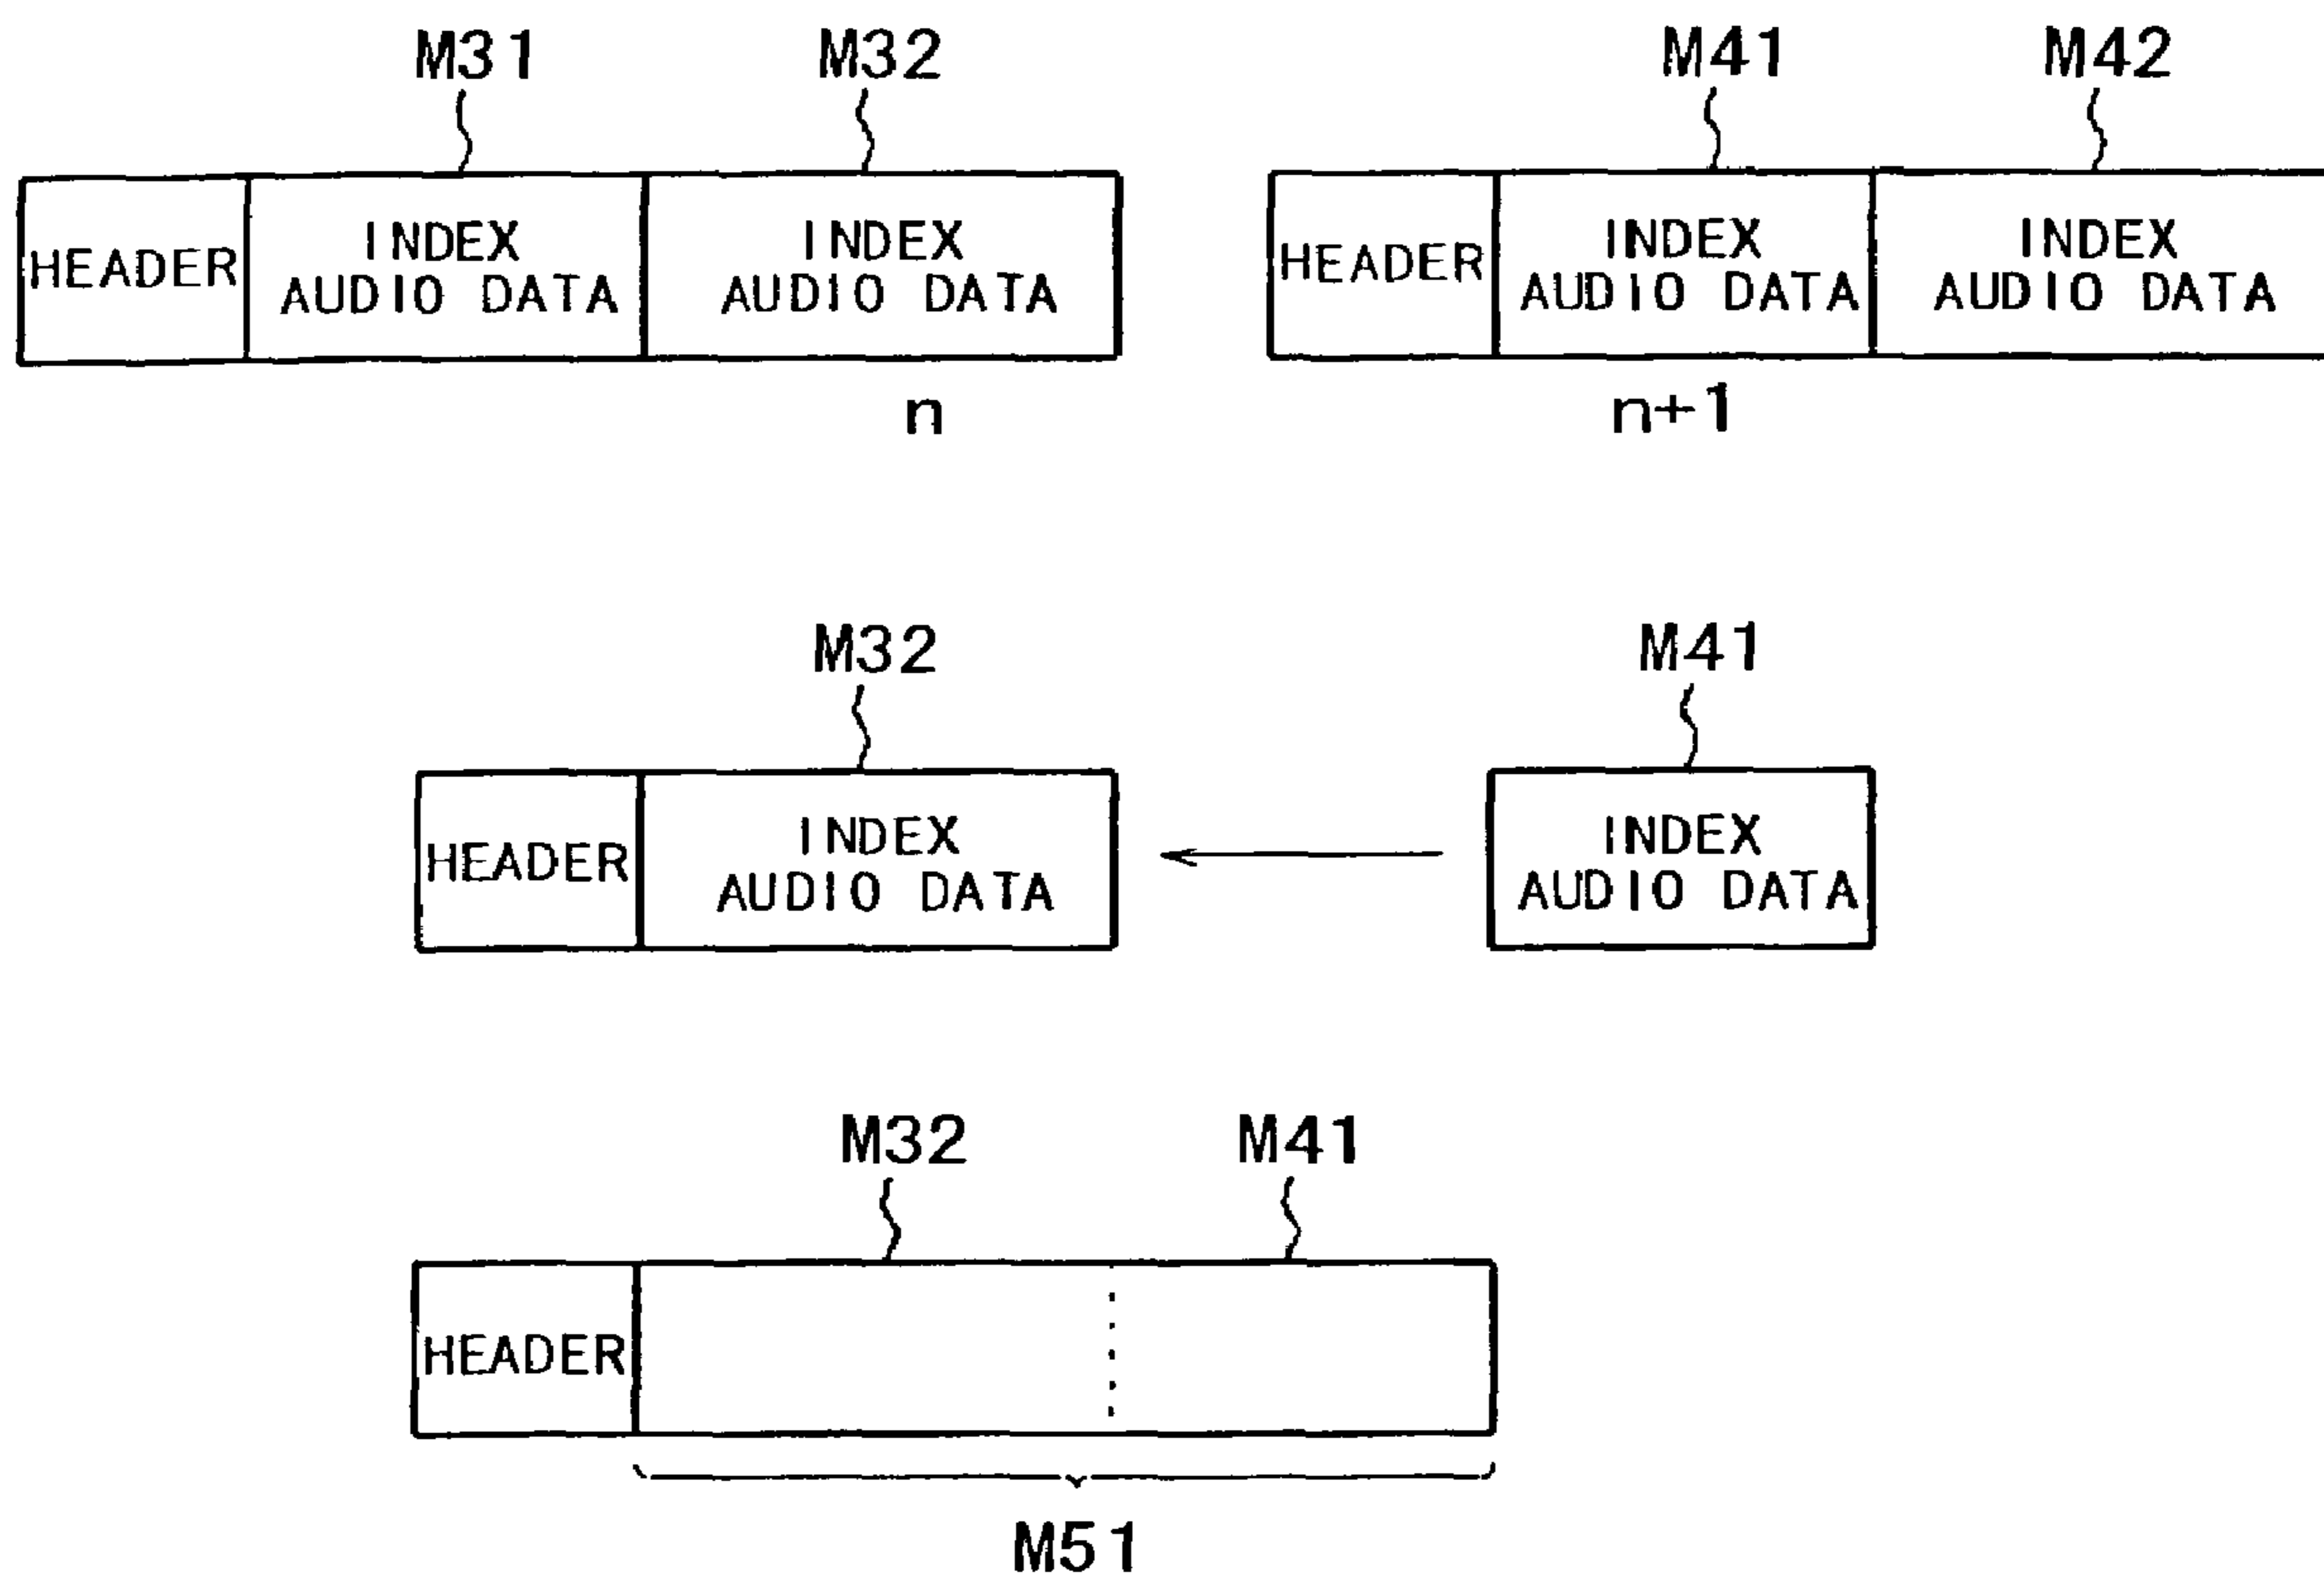 M31 M32 M41 M42
HEADER INDEX AUDIO DATA INDEX AUDIO DATA HEADER INDEX AUDIO DATA INDEX AUDIO DATA
n n+1
M32 M41
HEADER INDEX AUDIO DATA INDEX AUDIO DATA
M32 M41
HEADER
M51